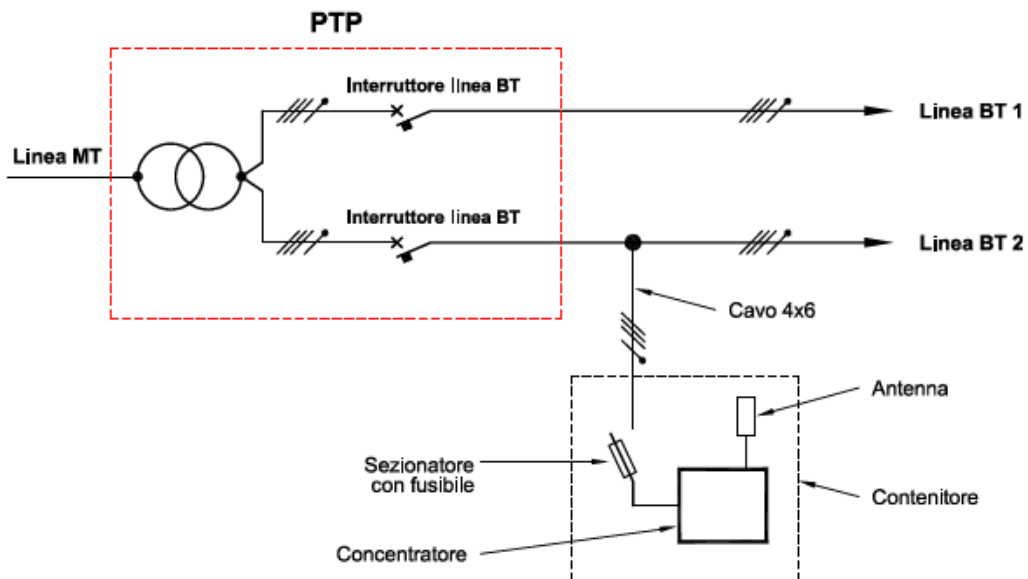 PTP
Interruttore linea BT
Linea BT 1
Linea MT
Interruttore linea BT
Linea BT 2
Cavo 4x6
Antenna
Sezionatore
con fusibile
Contenitore
Concentratore